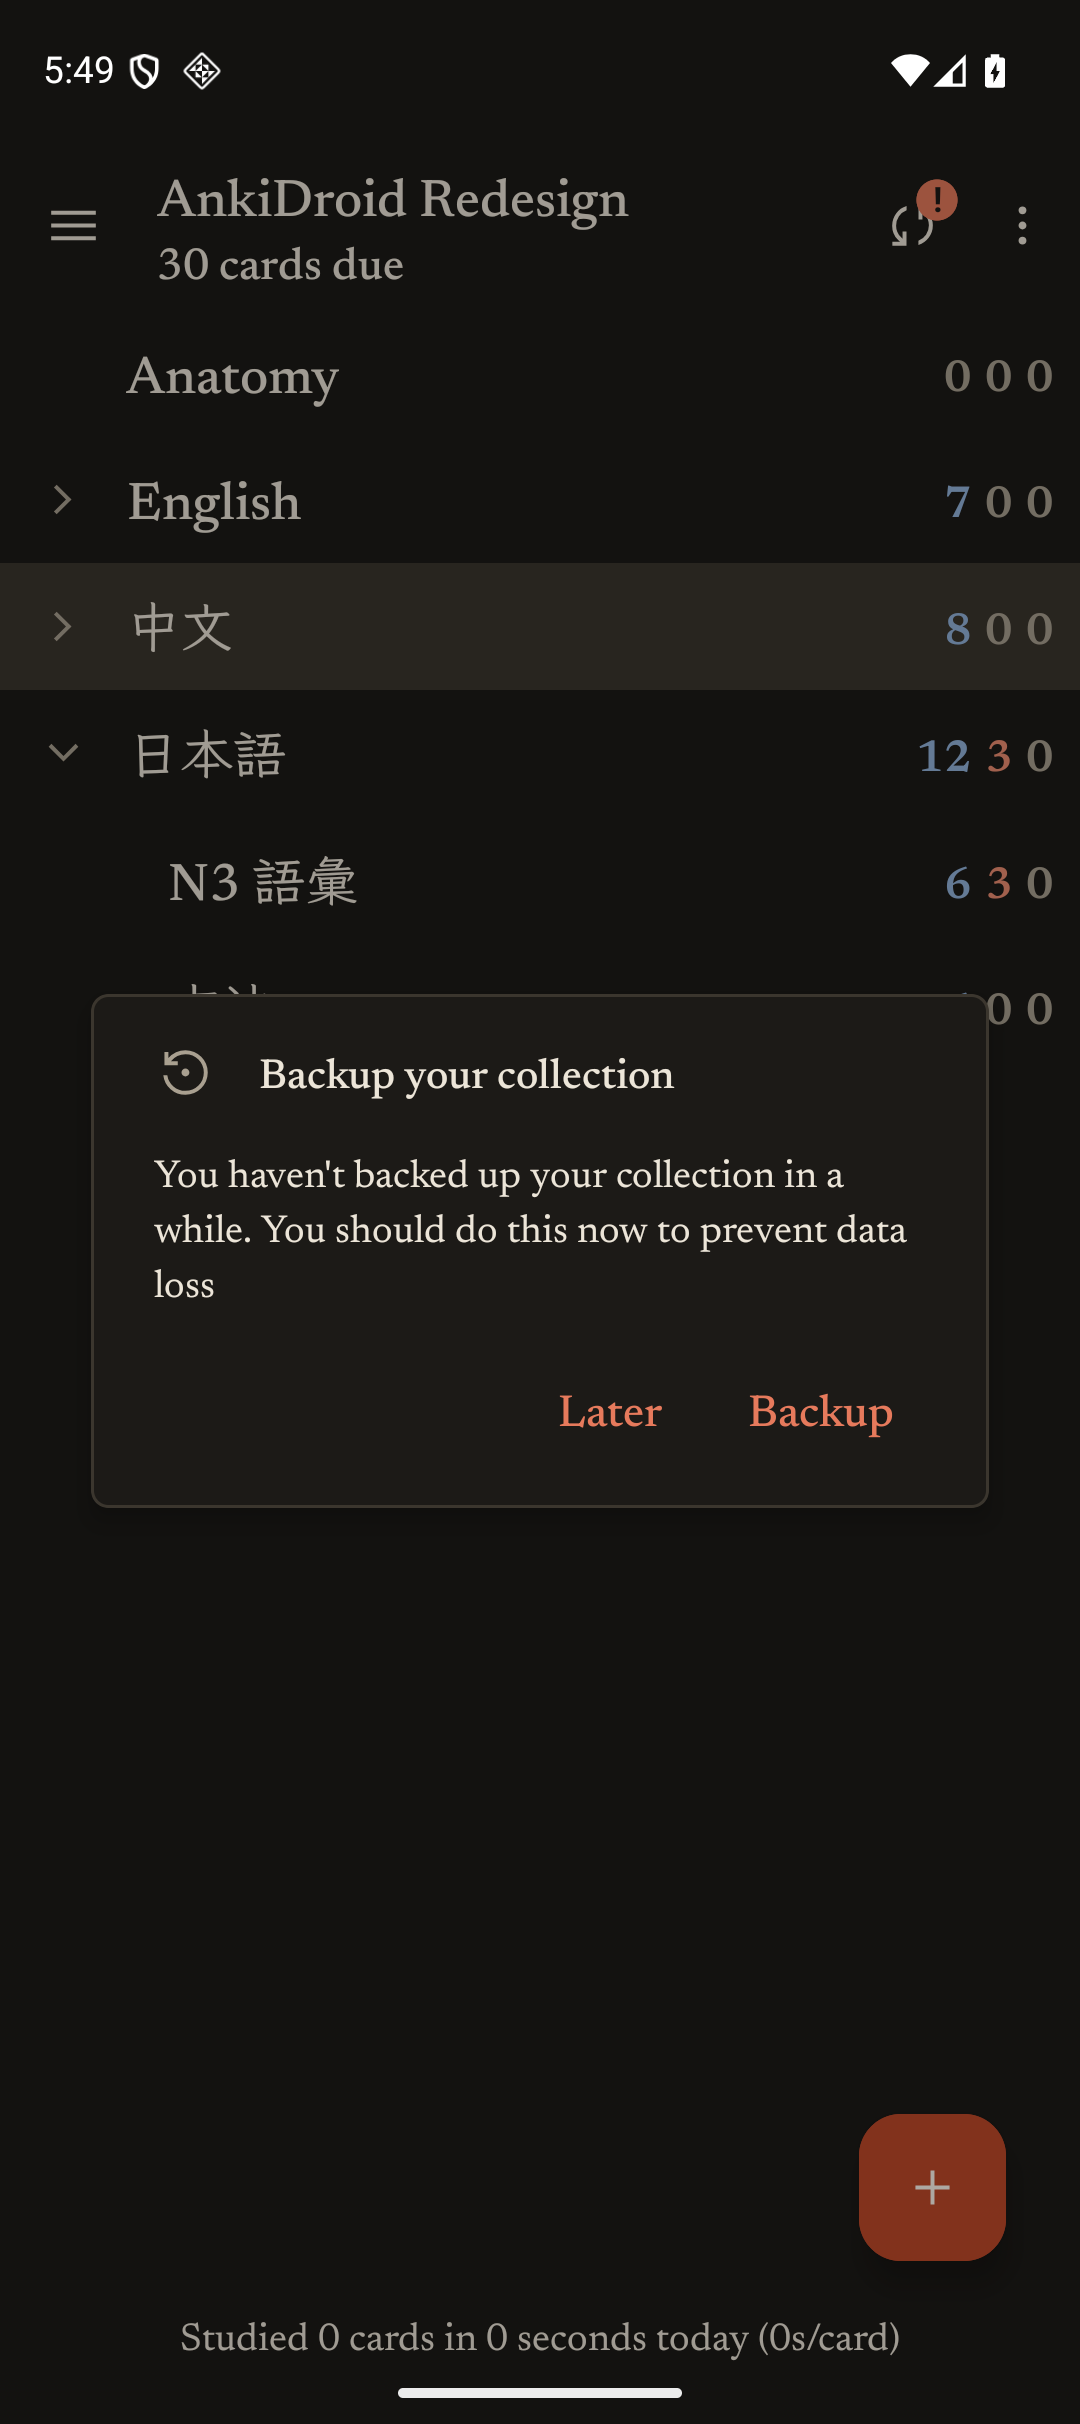 5:49
AnkiDroid Redesign
30 cards due
!
Anatomy 0 0 0
English 7 0 0
中文 8 0 0
日本語 12 3 0
N3 語彙 6 3 0
0 0
Backup your collection
You haven't backed up your collection in a
while. You should do this now to prevent data
loss
Later Backup
Studied 0 cards in 0 seconds today (0s/card)